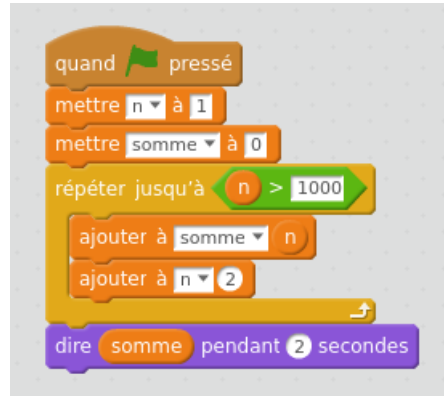 quand pressé
mettre n à 1
mettre somme à 0
répéter jusqu'à n > 1000
ajouter à somme n
ajouter à n 2
dire somme pendant 2 secondes